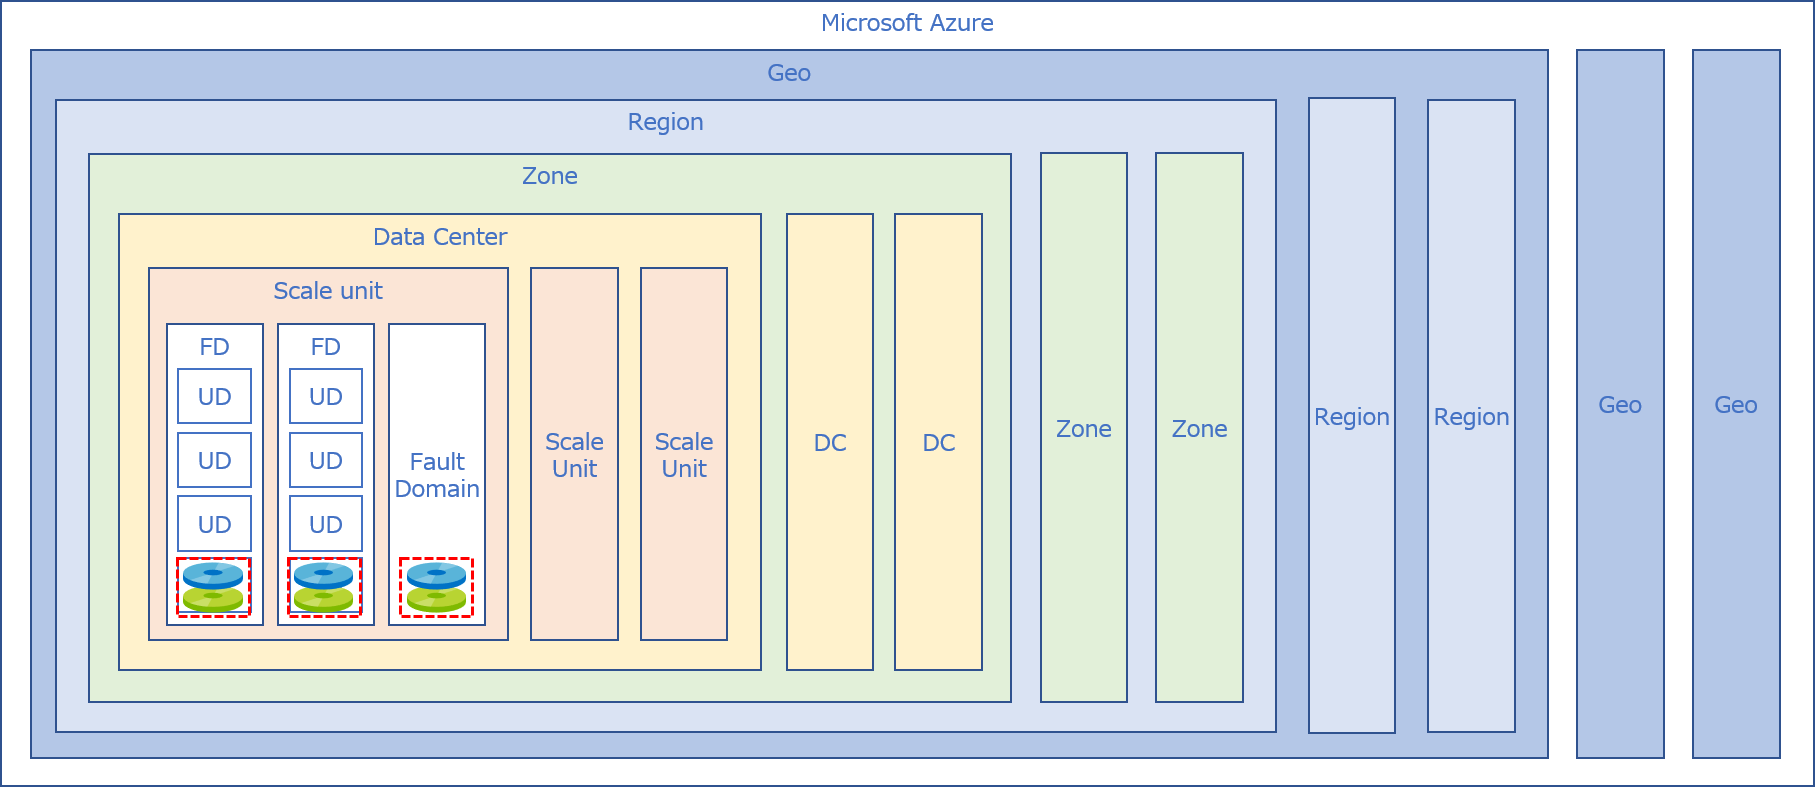 Microsoft Azure
Geo
Region
Zone
Data Center
Scale unit
FD
UD
UD
UD
FD
UD
UD
UD
Fault
Domain
Scale
Unit
Scale
Unit
DC
DC
Zone
Zone
Region
Region
Geo
Geo